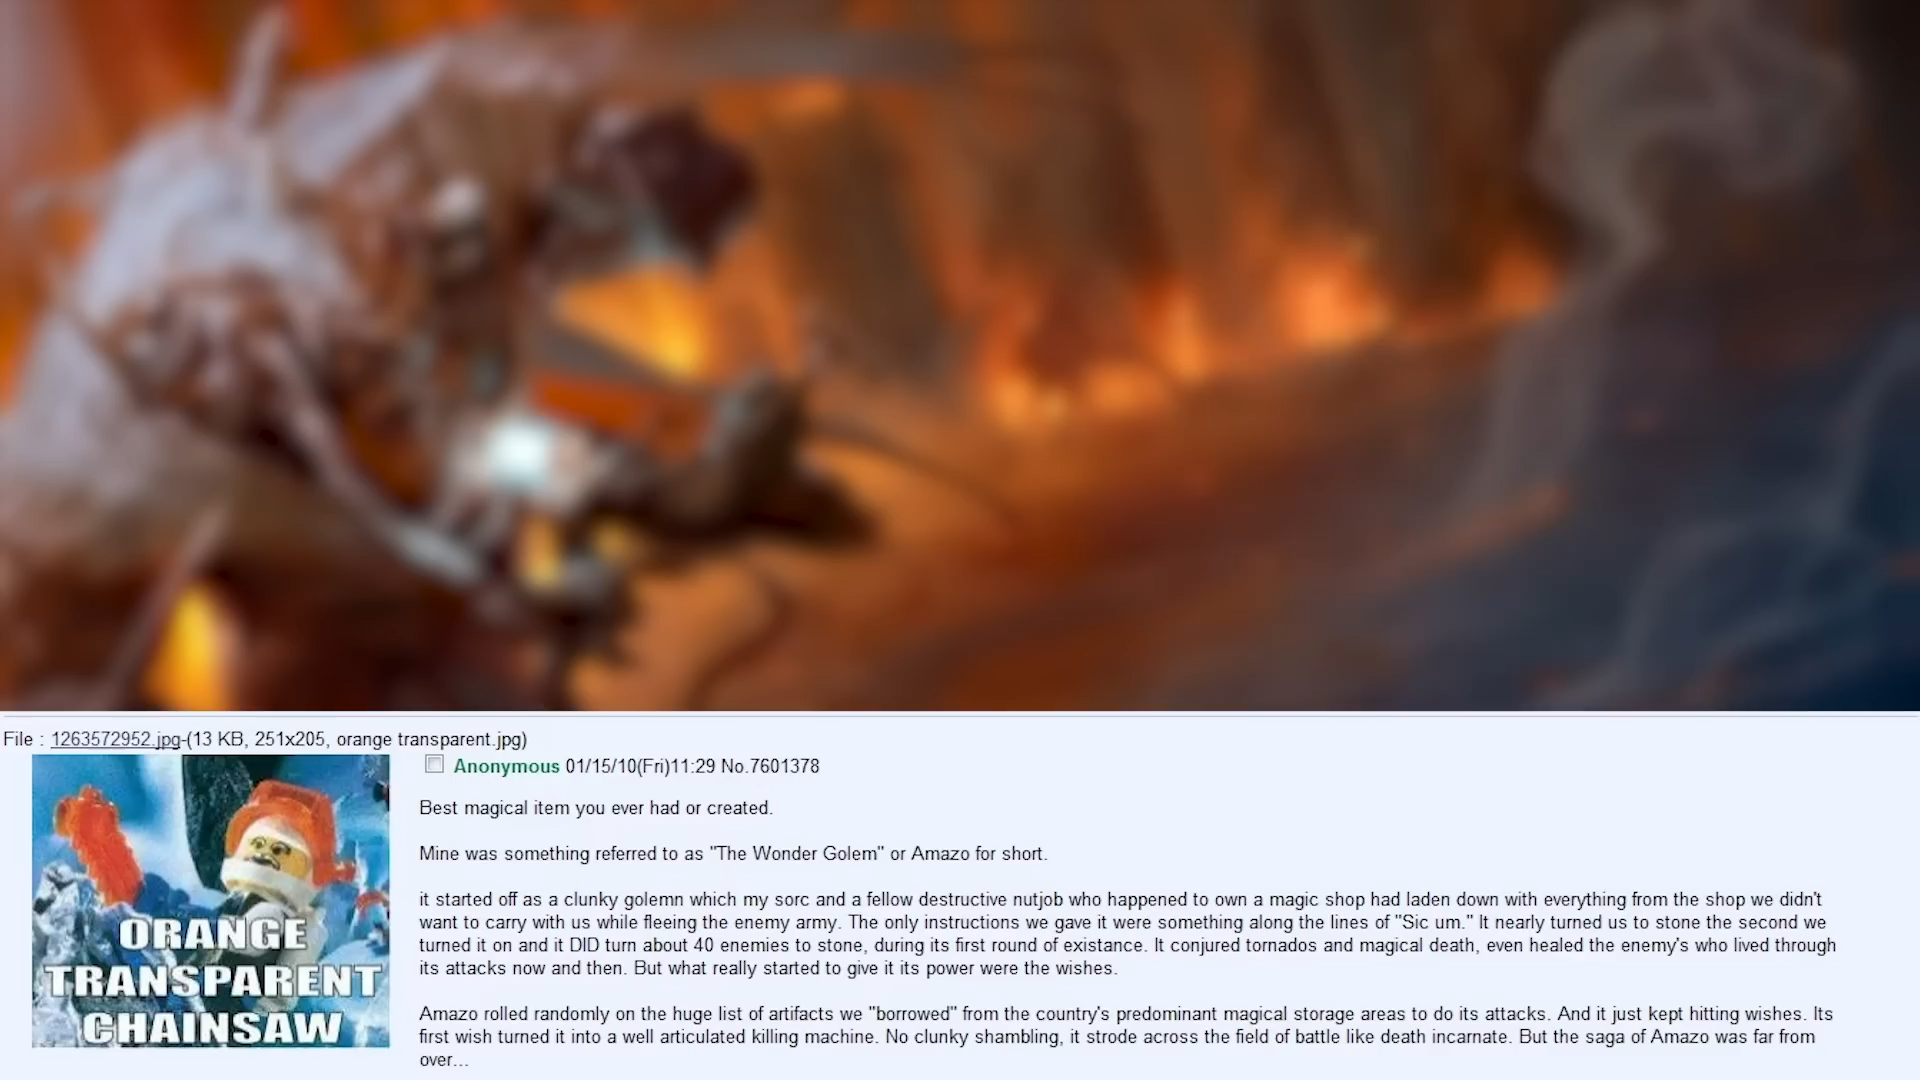 File : 1263572952.jpg-(13 KB, 251x205, orange transparent.jpg)
Anonymous 01/15/10(Fri)11:29 No.7601378
Best magical item you ever had or created.
Mine was something referred to as "The Wonder Golem" or Amazo for short.
it started off as a clunky golemn which my sorc and a fellow destructive nutjob who happened to own a magic shop had laden down with everything from the shop we didn't
want to carry with us while fleeing the enemy army. The only instructions we gave it were something along the lines of "Sic um." It nearly turned us to stone the second we
turned it on and it DID turn about 40 enemies to stone, during its first round of existance. It conjured tornados and magical death, even healed the enemy's who lived through
its attacks now and then. But what really started to give it its power were the wishes.
Amazo rolled randomly on the huge list of artifacts we "borrowed" from the country's predominant magical storage areas to do its attacks. And it just kept hitting wishes. Its
first wish turned it into a well articulated killing machine. No clunky shambling, it strode across the field of battle like death incarnate. But the saga of Amazo was far from
over...
ORANGE
TRANSPARENT
CHAINSAW